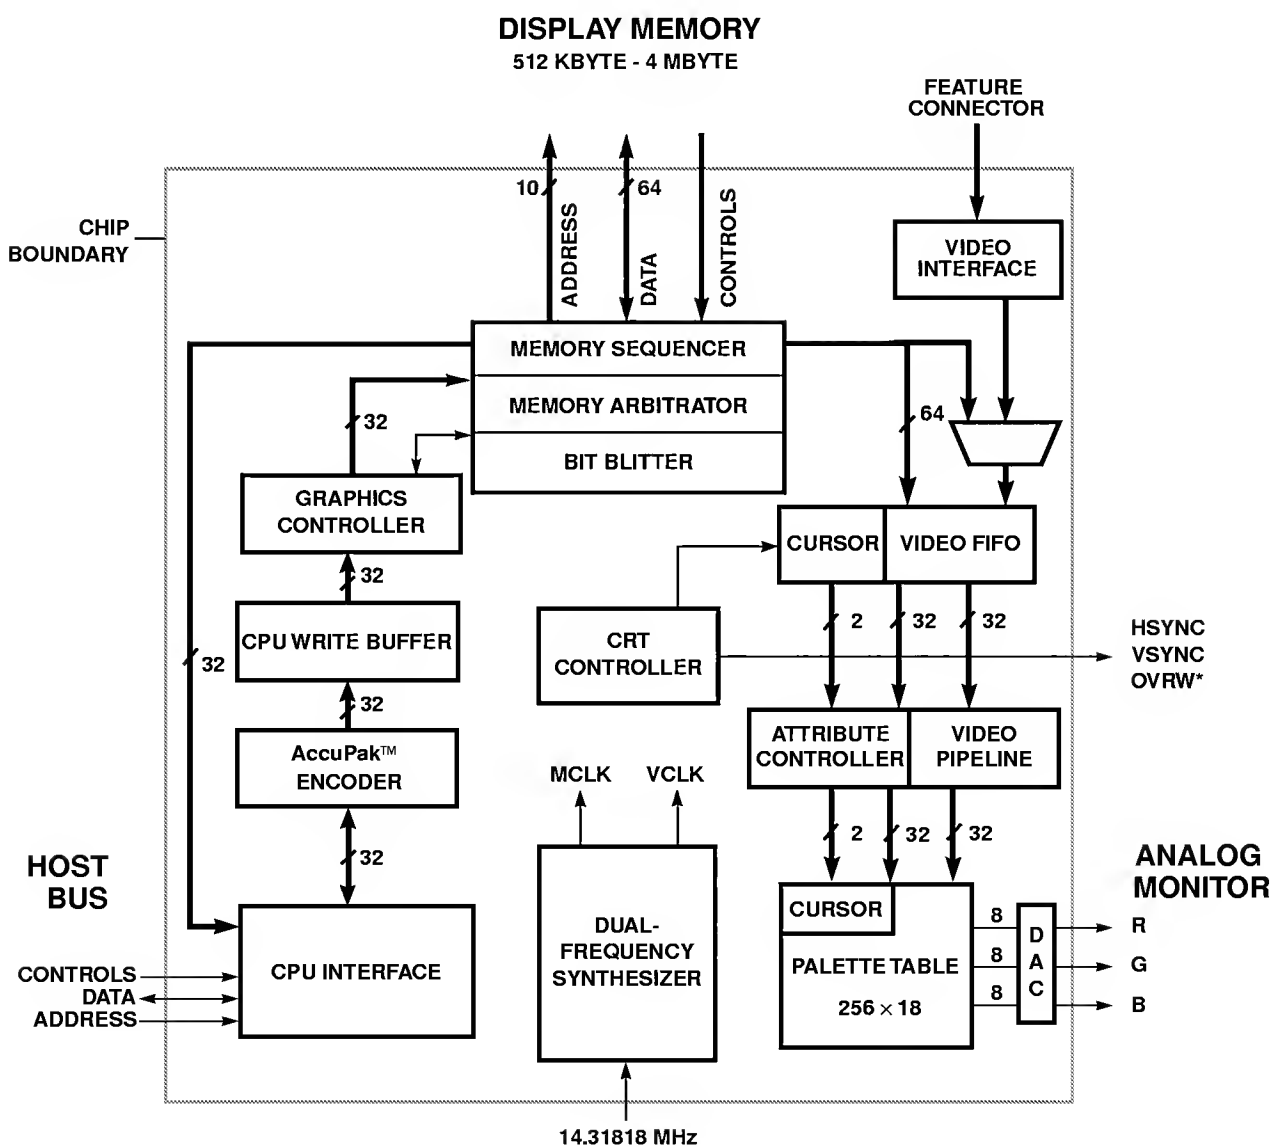 DISPLAY MEMORY
512 KBYTE - 4 MBYTE
FEATURE
CONNECTOR
10
64
ADDRESS
DATA
CONTROLS
CHIP
BOUNDARY
VIDEO
INTERFACE
MEMORY SEQUENCER
MEMORY ARBITRATOR
BIT BLITTER
32
64
GRAPHICS
CONTROLLER
CURSOR
VIDEO FIFO
32
CPU WRITE BUFFER
2
32
32
CRT
CONTROLLER
HSYNC
VSYNC
OVRW*
32
32
AccuPak™
ENCODER
ATTRIBUTE
CONTROLLER
VIDEO
PIPELINE
MCLK
VCLK
32
2
32
32
HOST
BUS
ANALOG
MONITOR
CPU INTERFACE
CONTROLS
DATA
ADDRESS
DUAL-
FREQUENCY
SYNTHESIZER
CURSOR
PALETTE TABLE
256 × 18
8
8
8
D
A
C
R
G
B
14.31818 MHz